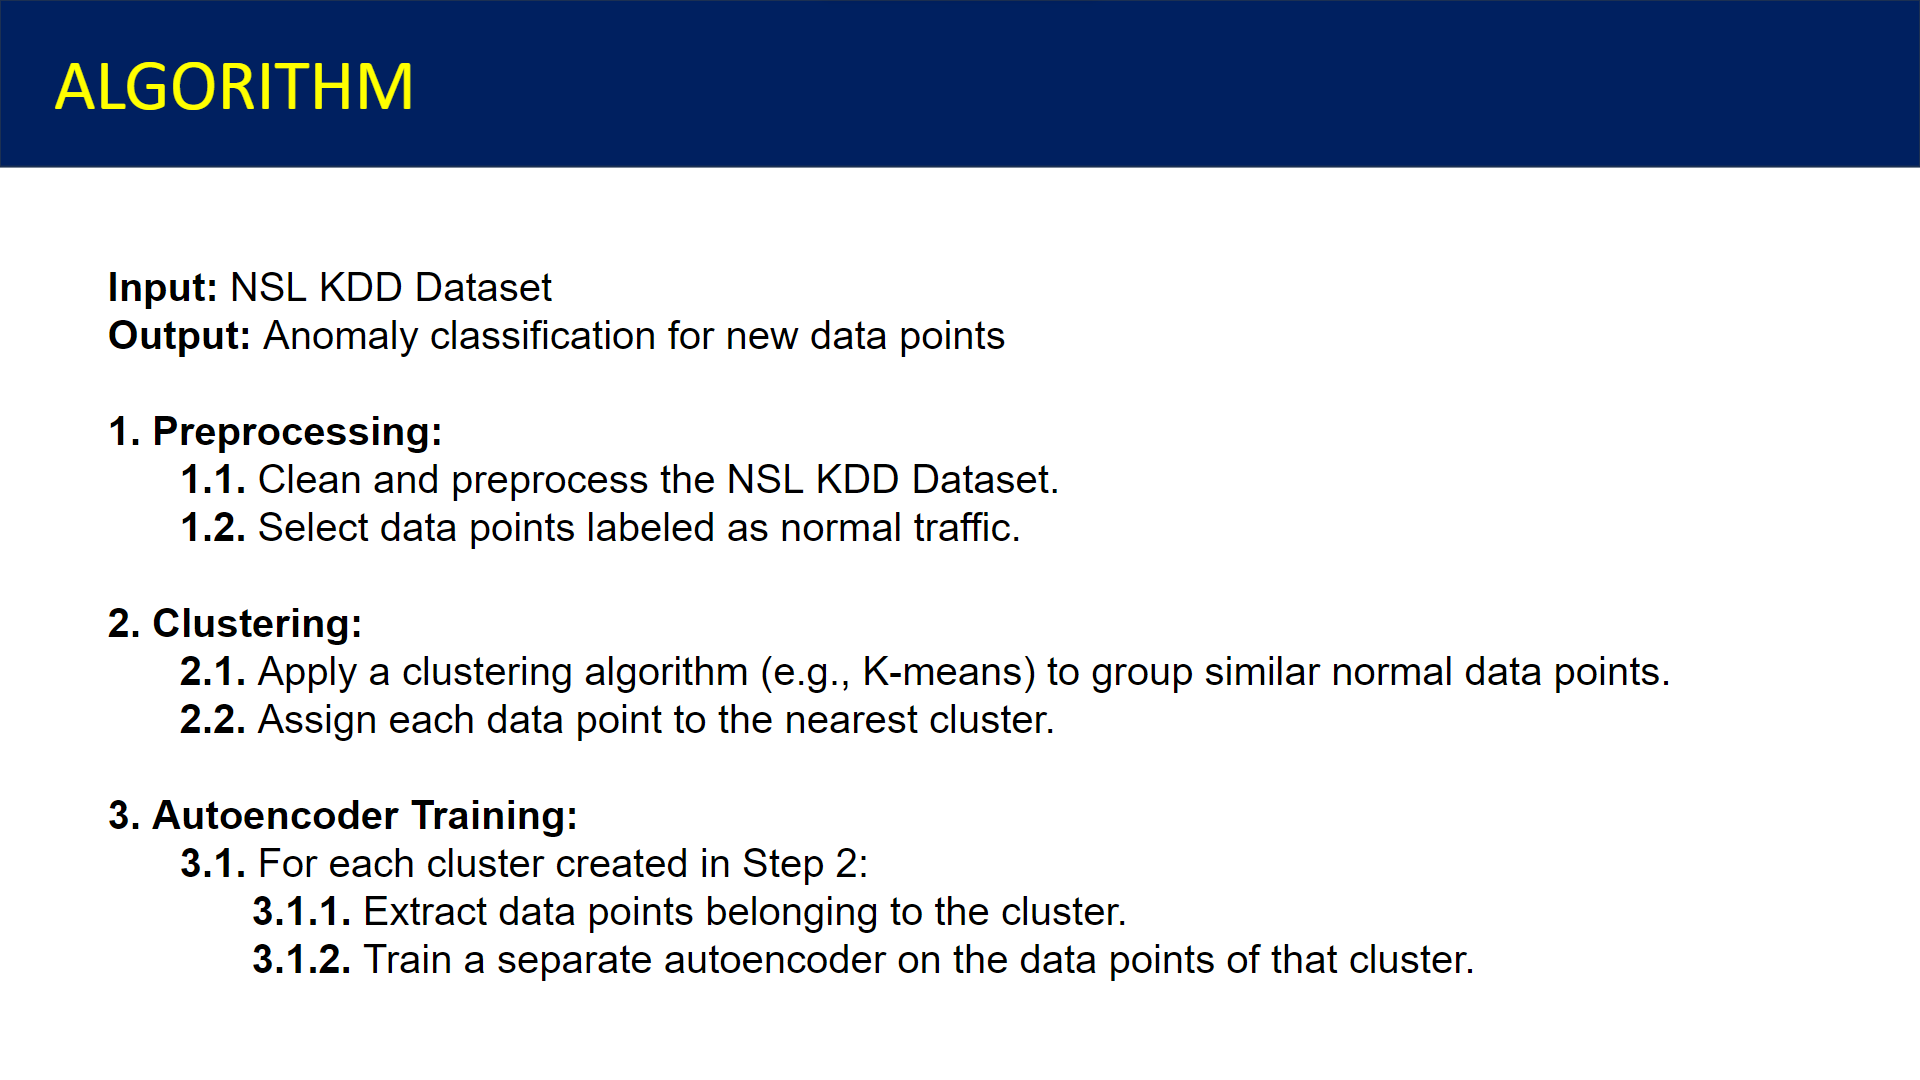 ALGORITHM
Input: NSL KDD Dataset
Output: Anomaly classification for new data points
1. Preprocessing:
1.1. Clean and preprocess the NSL KDD Dataset.
1.2. Select data points labeled as normal traffic.
2. Clustering:
2.1. Apply a clustering algorithm (e.g., K-means) to group similar normal data points.
2.2. Assign each data point to the nearest cluster.
3. Autoencoder Training:
3.1. For each cluster created in Step 2:
3.1.1. Extract data points belonging to the cluster.
3.1.2. Train a separate autoencoder on the data points of that cluster.